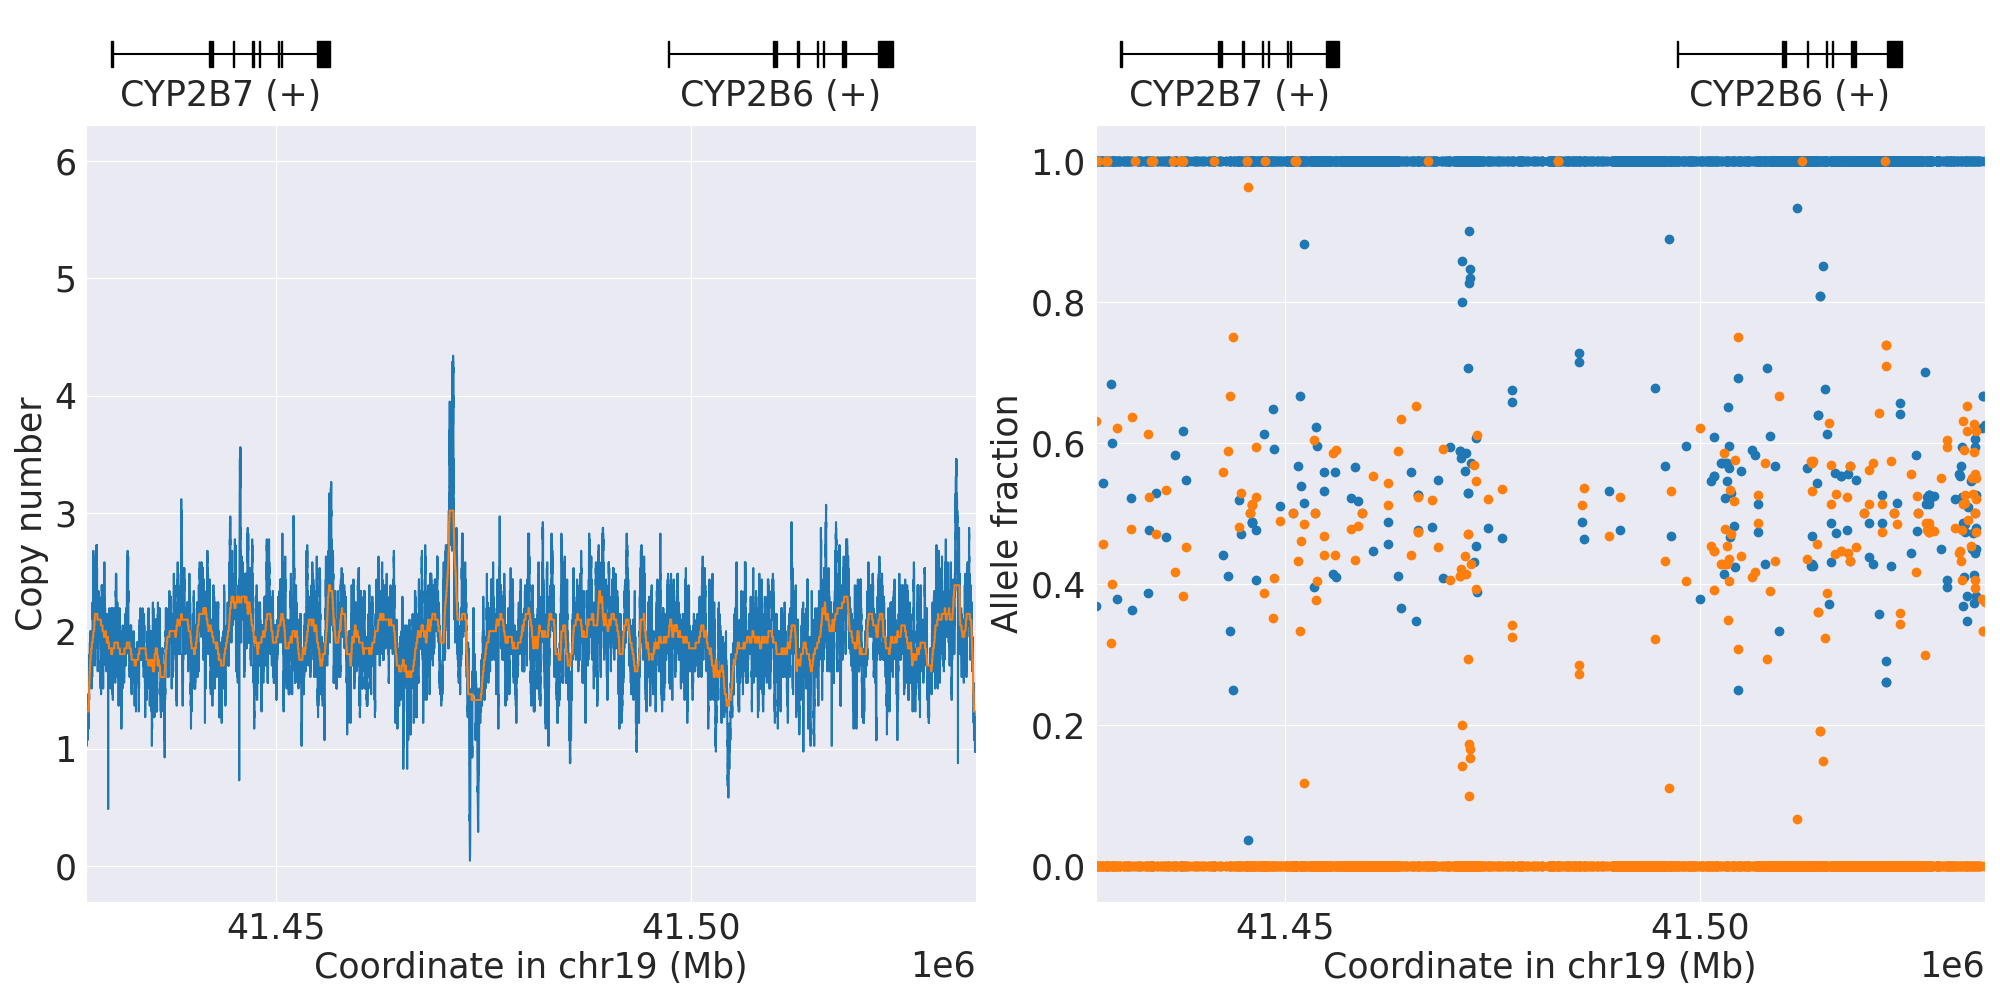 CYP2B7 (+)
CYP2B6 (+)
6
5
4
3
2
1
0
Copy number
41.45
41.50
Coordinate in chr19 (Mb)
1e6
CYP2B7 (+)
CYP2B6 (+)
1.0
0.8
0.6
0.4
0.2
0.0
Allele fraction
41.45
41.50
Coordinate in chr19 (Mb)
1e6